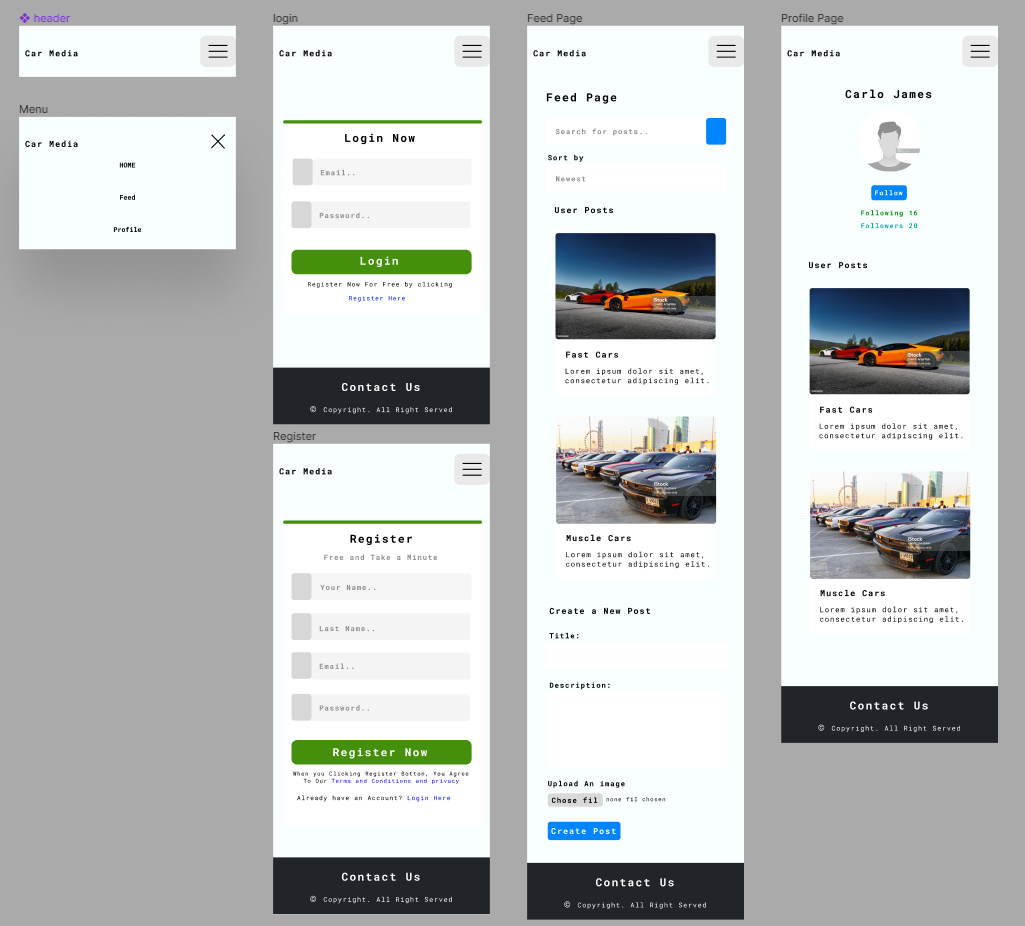 header
Car Media
Menu
Car Media
HOME
Feed
Profile
login
Car Media
Login Now
Email..
Password..
Login
Register Now For Free by clicking
Register Here
Contact Us
© Copyright. All Right Served
Register
Car Media
Register
Free and Take a Minute
Your Name..
Last Name..
Email..
Password..
Register Now
When you Clicking Register Botton, You Agree
To Our Terms and Conditions and privacy
Already have an Account? Login Here
Contact Us
© Copyright. All Right Served
Feed Page
Car Media
Feed Page
Search for posts..
Sort by
Newest
User Posts
iStock
Fast Cars
Lorem ipsum dolor sit amet,
consectetur adipiscing elit.
iStock
Muscle Cars
Lorem ipsum dolor sit amet,
consectetur adipiscing elit.
Create a New Post
Title:
Description:
Upload An image
Chose fil none fil chosen
Create Post
Contact Us
© Copyright. All Right Served
Profile Page
Car Media
Carlo James
Follow
Following 16
Followers 20
User Posts
iStock
Fast Cars
Lorem ipsum dolor sit amet,
consectetur adipiscing elit.
iStock
Muscle Cars
Lorem ipsum dolor sit amet,
consectetur adipiscing elit.
Contact Us
© Copyright. All Right Served